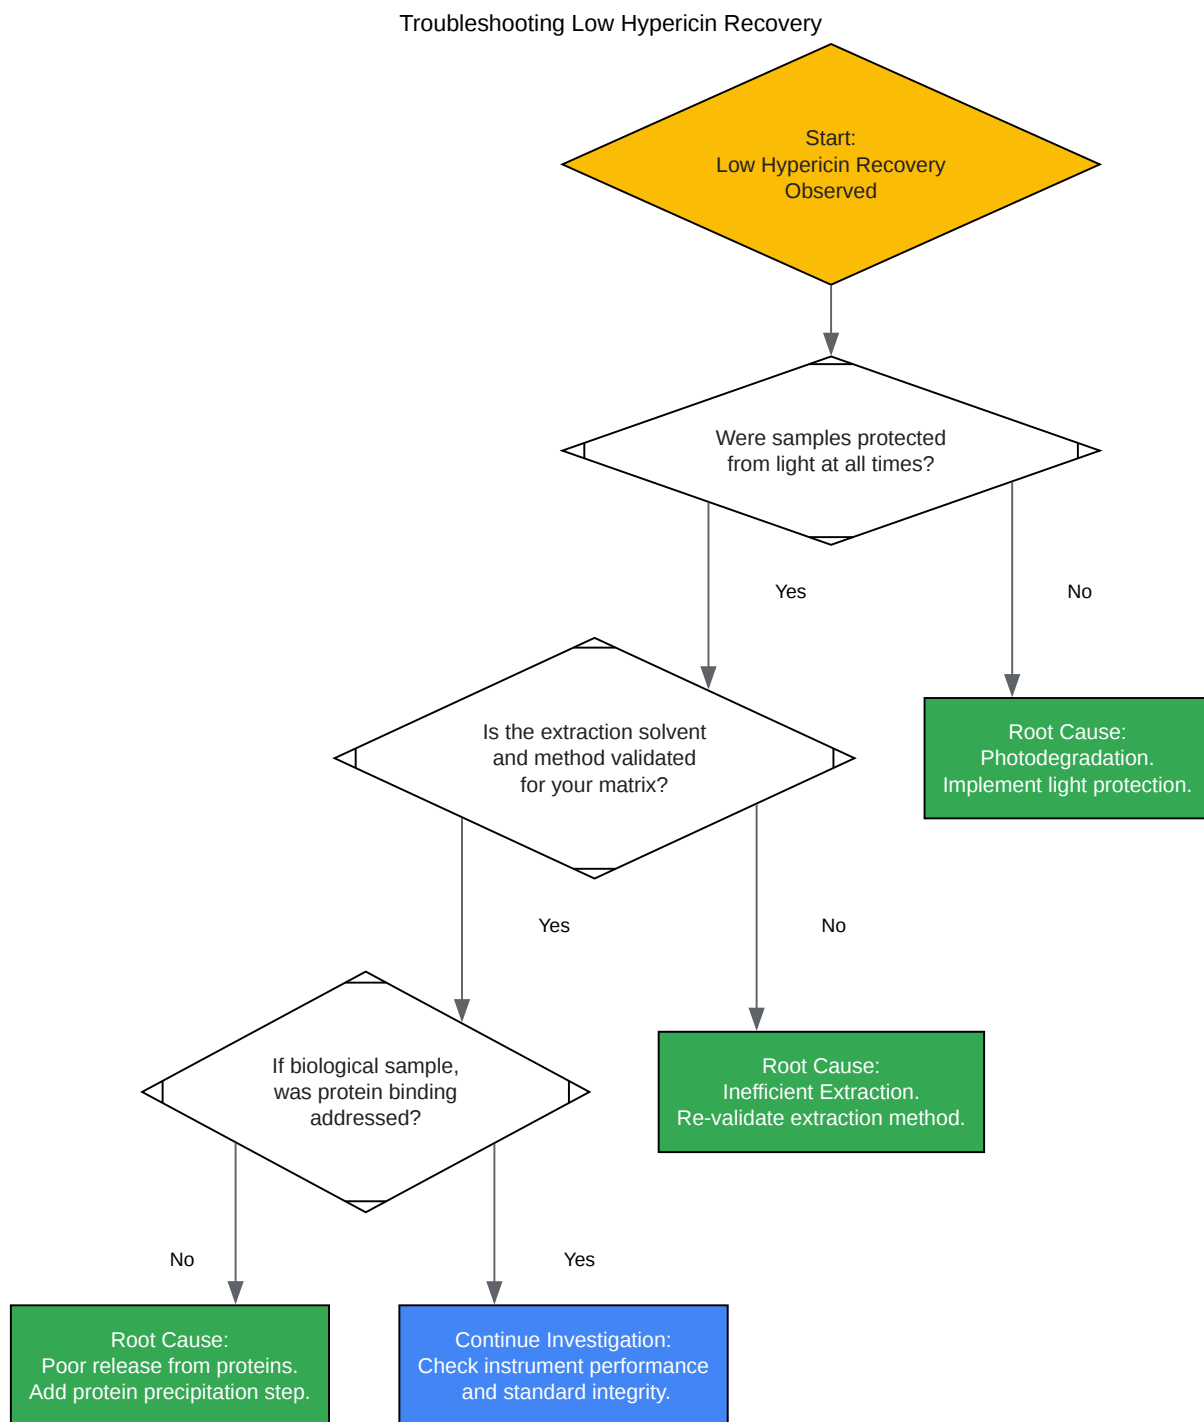 Troubleshooting Low Hypericin Recovery
Start:
Low Hypericin Recovery
Observed
Were samples protected
from light at all times?
Yes
No
Is the extraction solvent
and method validated
for your matrix?
Root Cause:
Photodegradation.
Implement light protection.
Yes
No
If biological sample,
was protein binding
addressed?
Root Cause:
Inefficient Extraction.
Re-validate extraction method.
No
Yes
Root Cause:
Poor release from proteins.
Add protein precipitation step.
Continue Investigation:
Check instrument performance
and standard integrity.